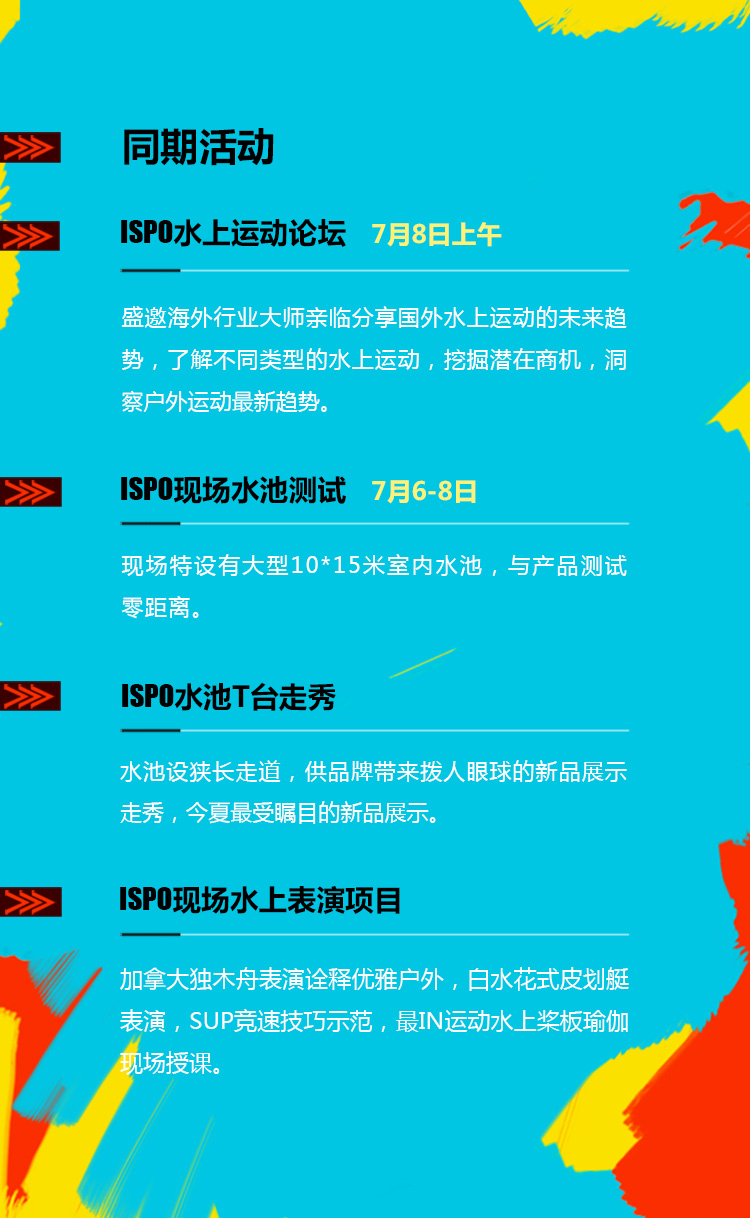 同期活动
ISPO水上运动论坛 7月8日上午
盛邀海外行业大师亲临分享国外水上运动的未来趋
势，了解不同类型的水上运动，挖掘潜在商机，洞
察户外运动最新趋势。
ISPO现场水池测试 7月6-8日
现场特设有大型10*15米室内水池，与产品测试
零距离。
ISPO水池T台走秀
水池设狭长走道，供品牌带来拨人眼球的新品展示
走秀，今夏最受瞩目的新品展示。
ISPO现场水上表演项目
加拿大独木舟表演诠释优雅户外，白水花式皮划艇
表演，SUP竞速技巧示范，最IN运动水上桨板瑜伽
现场授课。